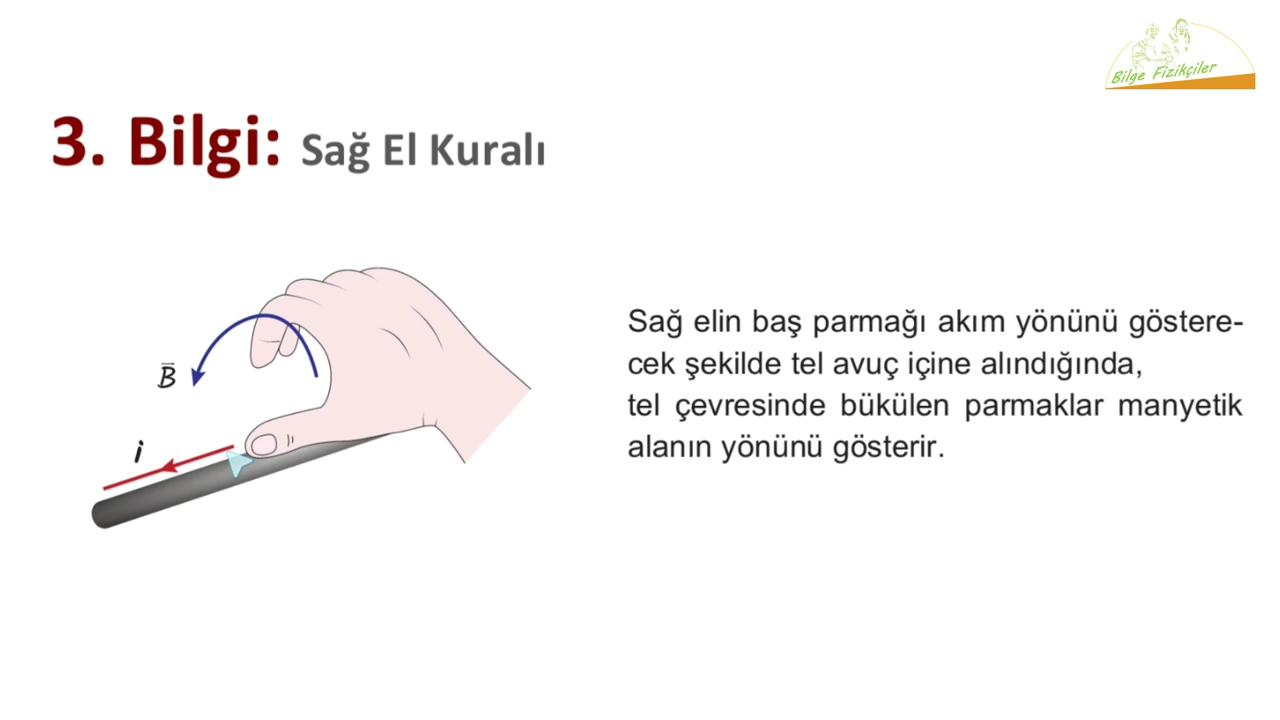 Bilge Fizikçiler
3. Bilgi: Sağ El Kuralı
Sağ elin baş parmağı akım yönünü göstere-
cek şekilde tel avuç içine alındığında,
tel çevresinde bükülen parmaklar manyetik
alanın yönünü gösterir.
B⃗
i